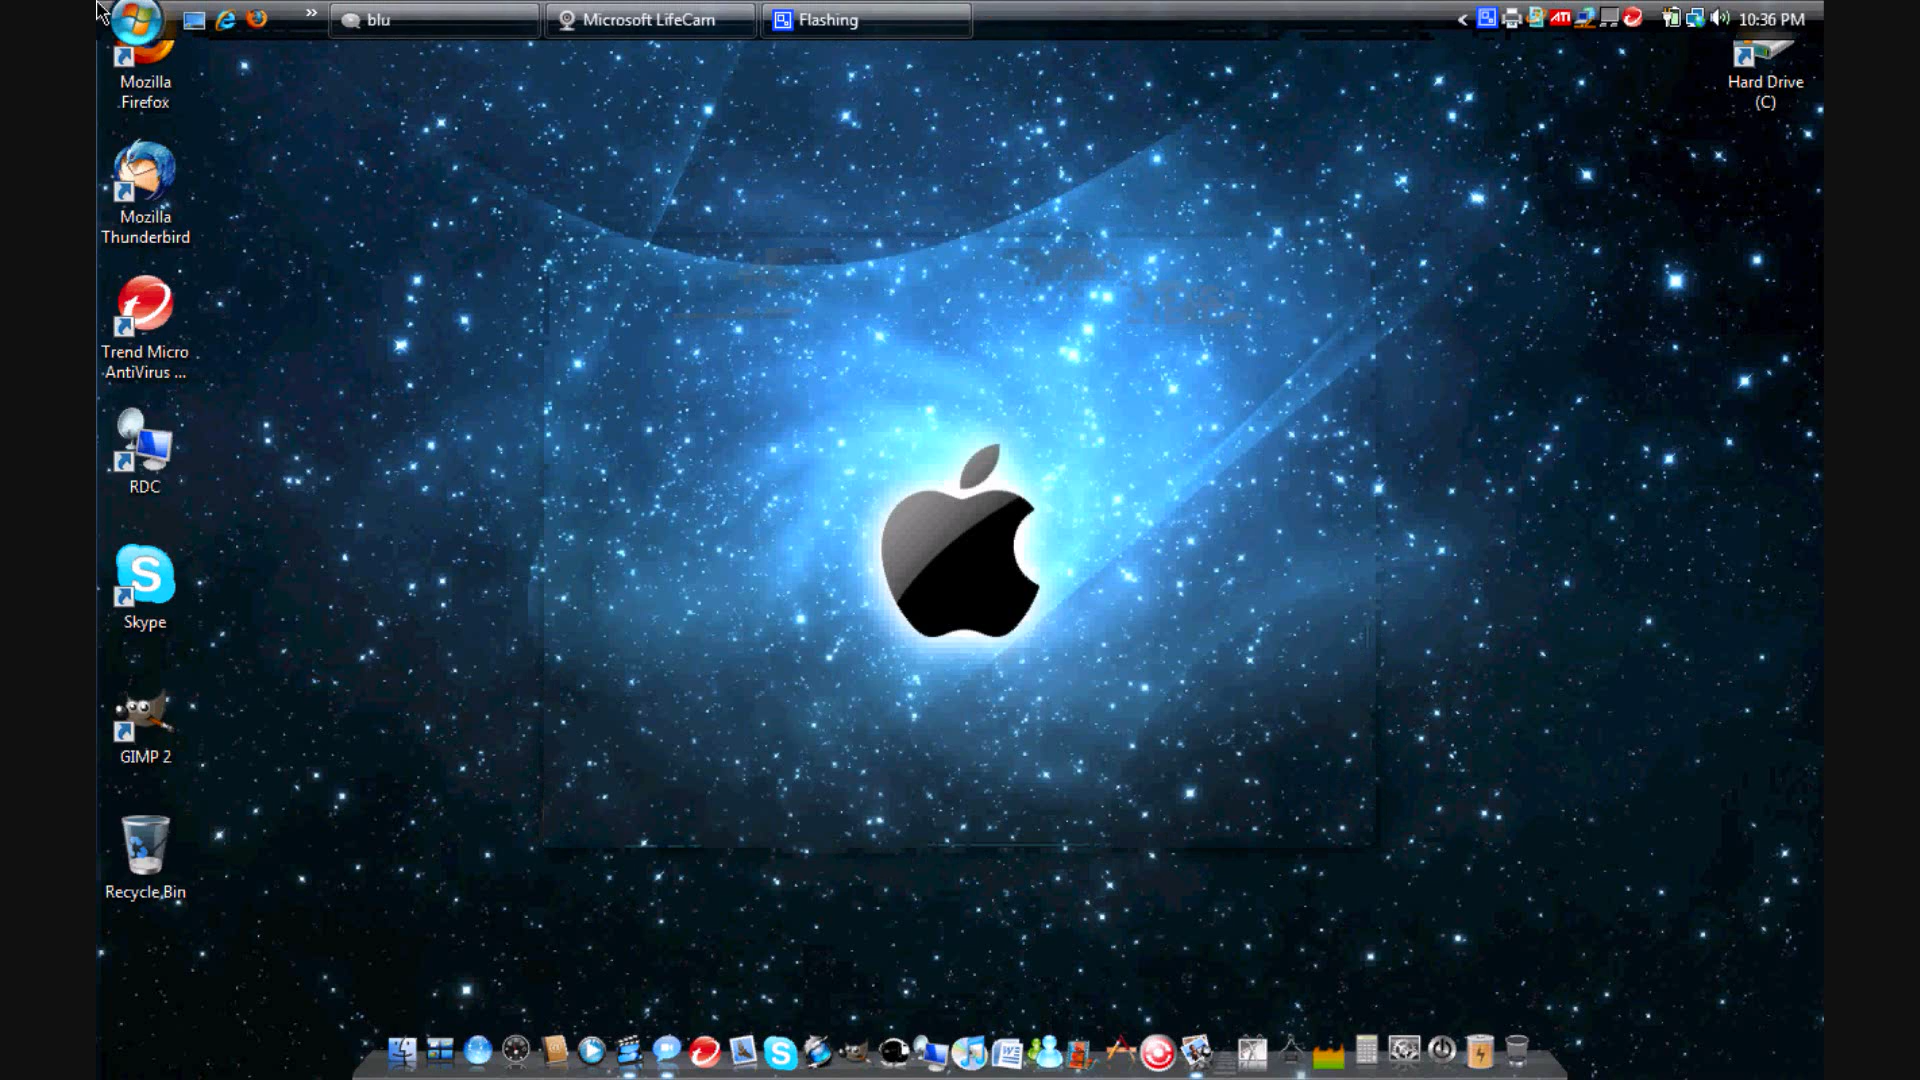 blu
Microsoft LifeCam
Flashing
ATI
10:36 PM
Mozilla
Firefox
Hard Drive
(C)
Mozilla
Thunderbird
Trend Micro
AntiVirus ...
RDC
Skype
GIMP 2
Recycle Bin